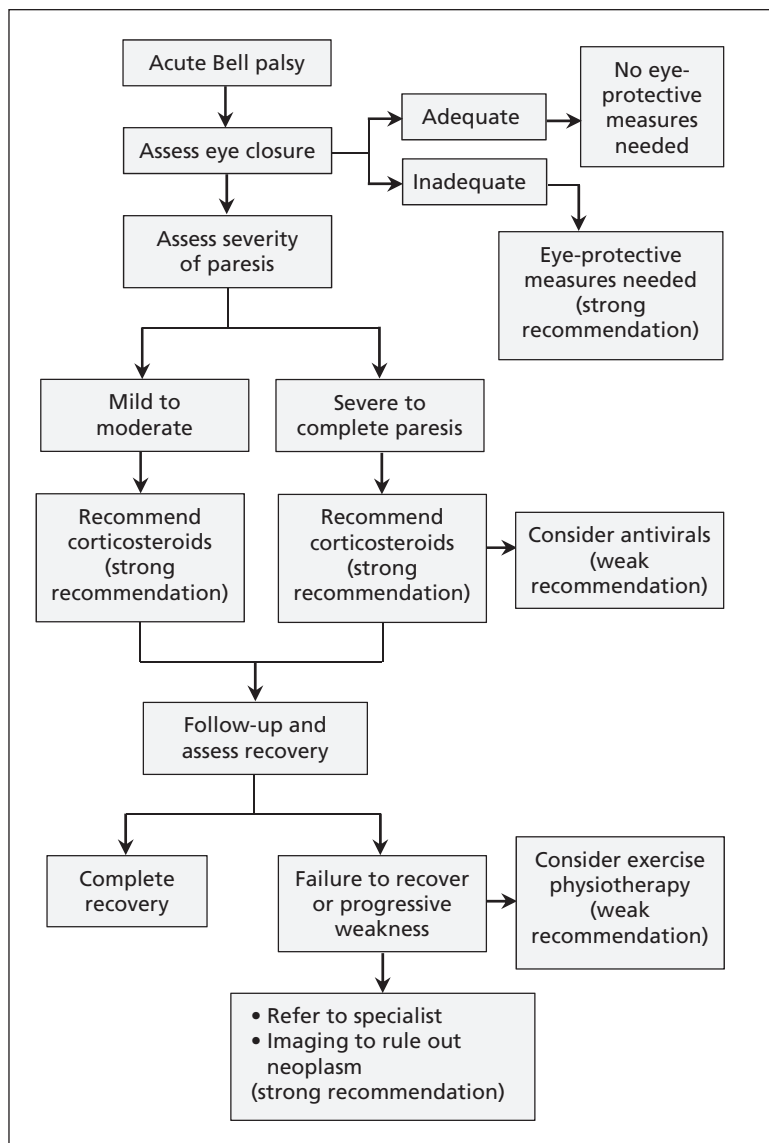 Acute Bell palsy
Assess eye closure
Adequate
No eye-
protective
measures
needed
Inadequate
Eye-protective
measures needed
(strong
recommendation)
Assess severity
of paresis
Mild to
moderate
Severe to
complete paresis
Recommend
corticosteroids
(strong
recommendation)
Recommend
corticosteroids
(strong
recommendation)
Consider antivirals
(weak
recommendation)
Follow-up and
assess recovery
Complete
recovery
Failure to recover
or progressive
weakness
Consider exercise
physiotherapy
(weak
recommendation)
• Refer to specialist
• Imaging to rule out
neoplasm
(strong recommendation)